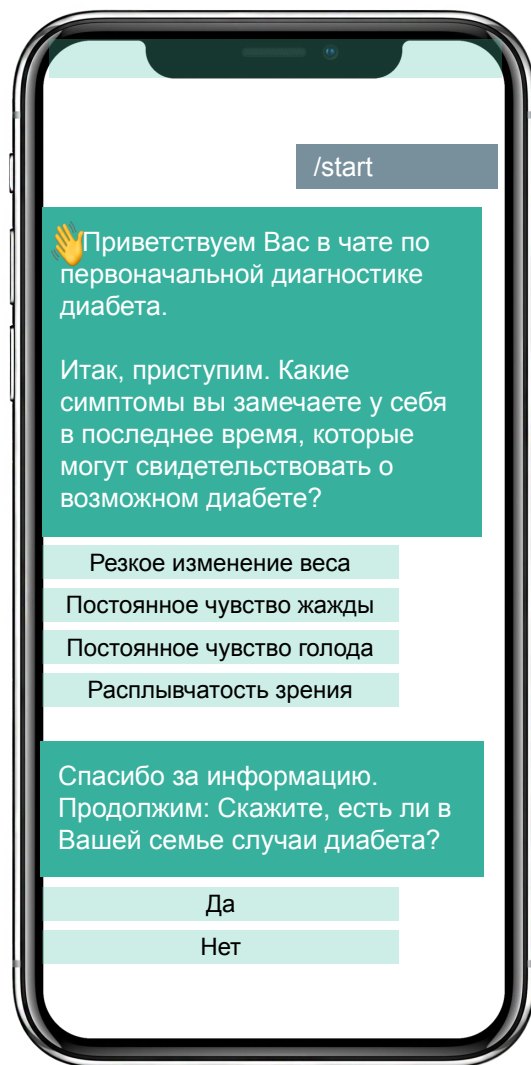 /start
👋Приветствуем Вас в чате по
первоначальной диагностике
диабета.
Итак, приступим. Какие
симптомы вы замечаете у себя
в последнее время, которые
могут свидетельствовать о
возможном диабете?
Резкое изменение веса
Постоянное чувство жажды
Постоянное чувство голода
Расплывчатость зрения
Спасибо за информацию.
Продолжим: Скажите, есть ли в
Вашей семье случаи диабета?
Да
Нет